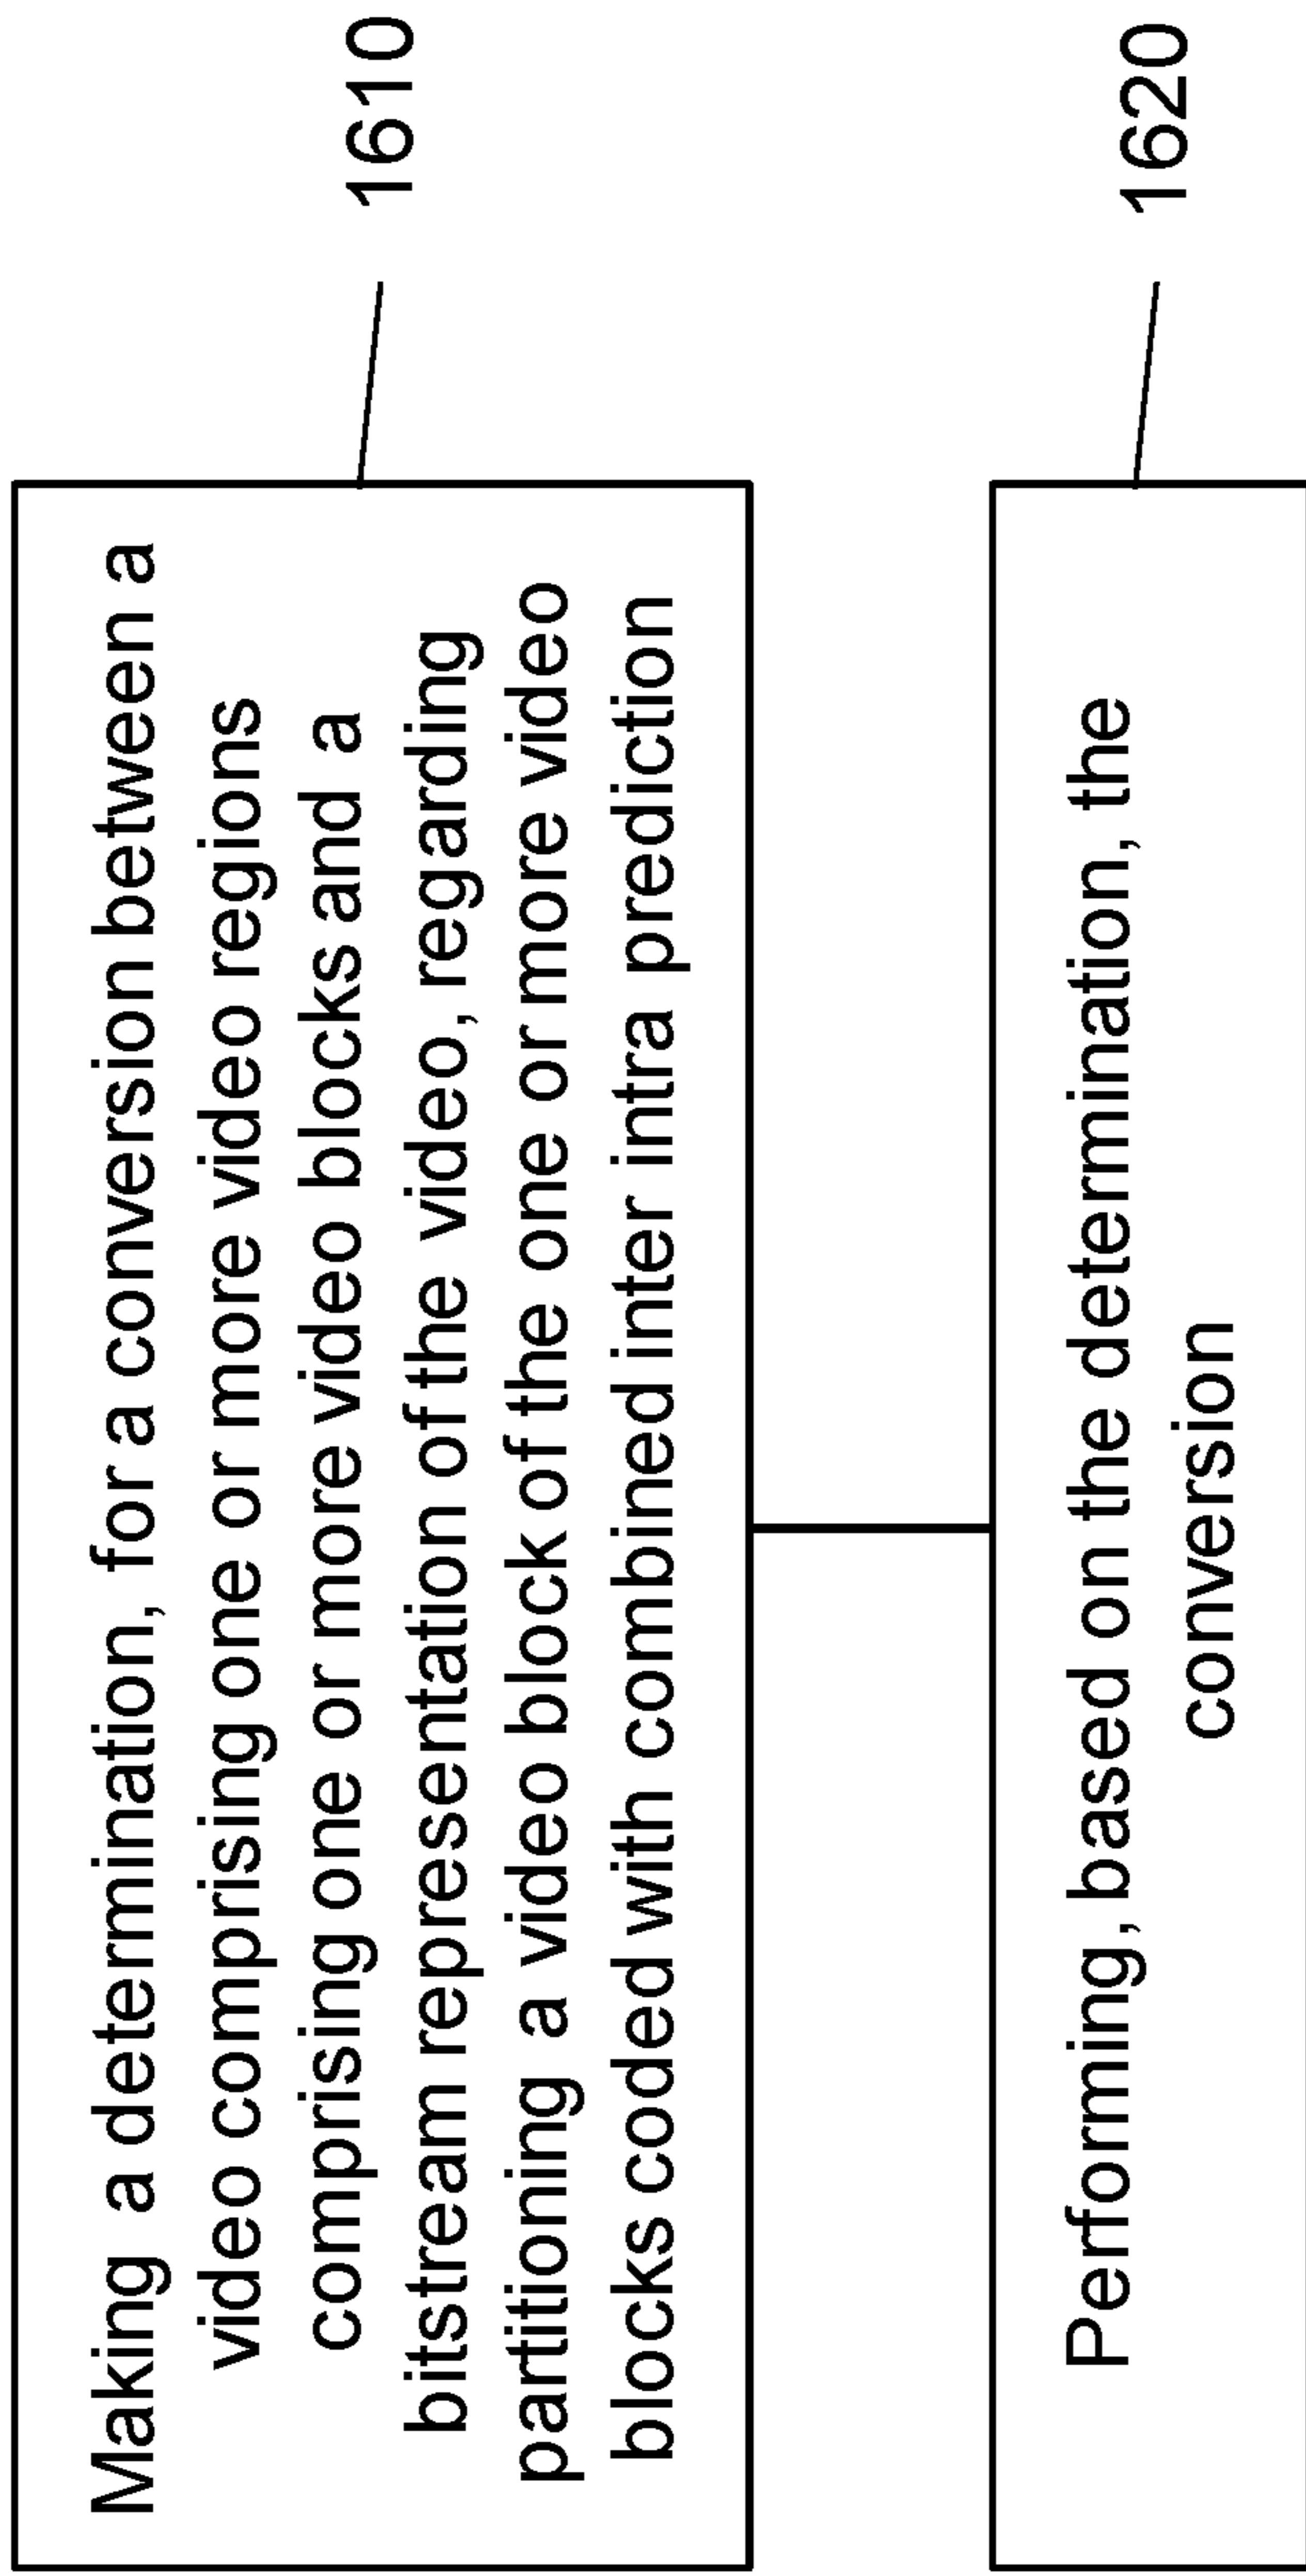 Making a determination, for a conversion between a
video comprising one or more video regions
comprising one or more video blocks and a
bitstream representation of the video, regarding
partitioning a video block of the one or more video
blocks coded with combined inter intra prediction
1610
Performing, based on the determination, the
conversion
1620